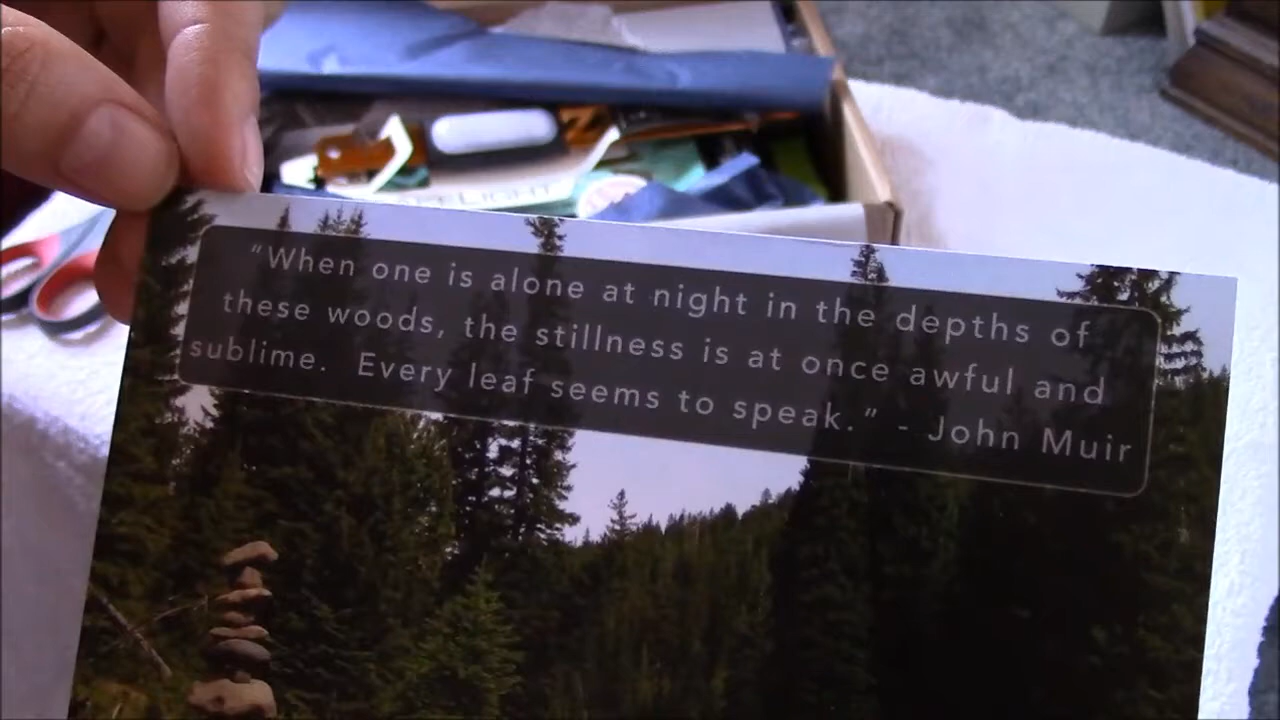 “When one is alone at night in the depths of
these woods, the stillness is at once awful and
sublime. Every leaf seems to speak.” - John Muir